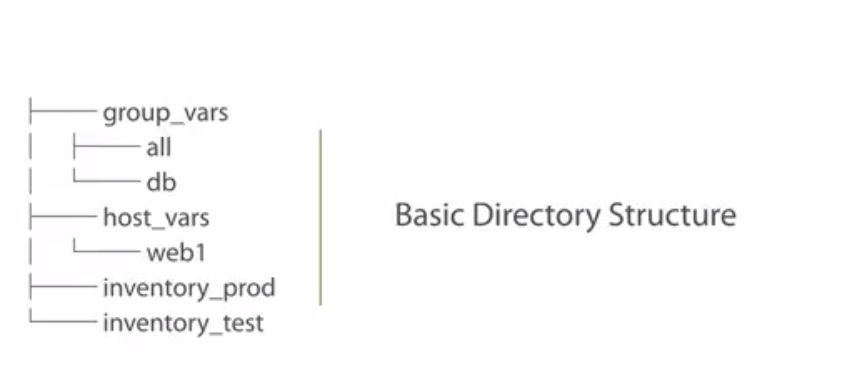 group_vars
all
db
host_vars
web1
inventory_prod
inventory_test
Basic Directory Structure